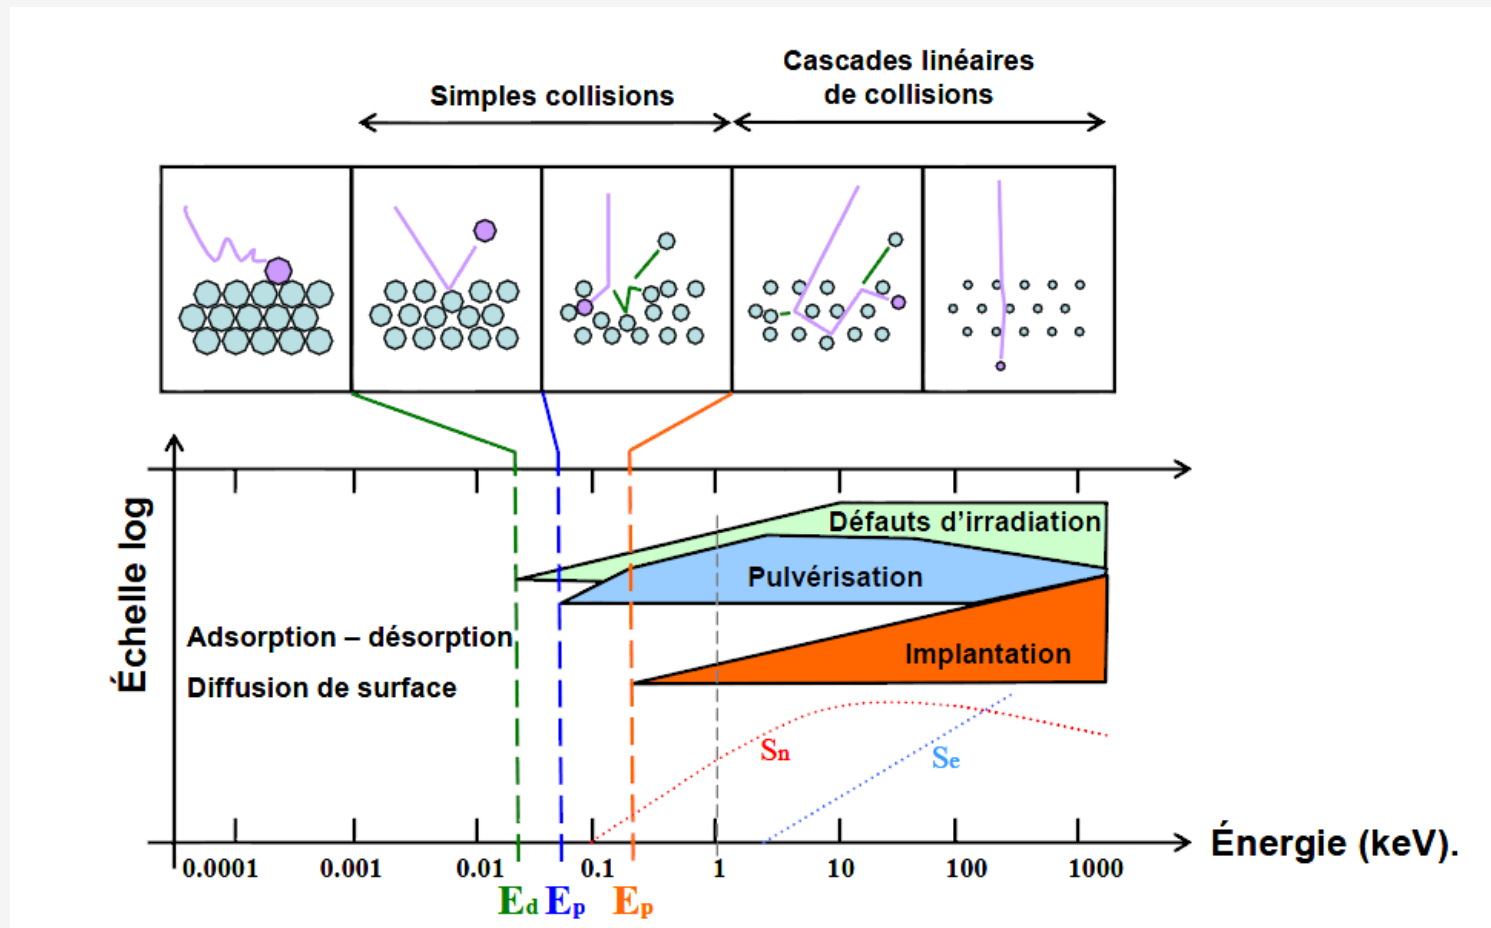 Cascades linéaires
de collisions
Simples collisions
Échelle log
Défauts d’irradiation
Pulvérisation
Adsorption – désorption
Implantation
Diffusion de surface
Sn
Se
Énergie (keV).
0.0001 0.001 0.01 0.1 1 10 100 1000
Ed Ep Ep